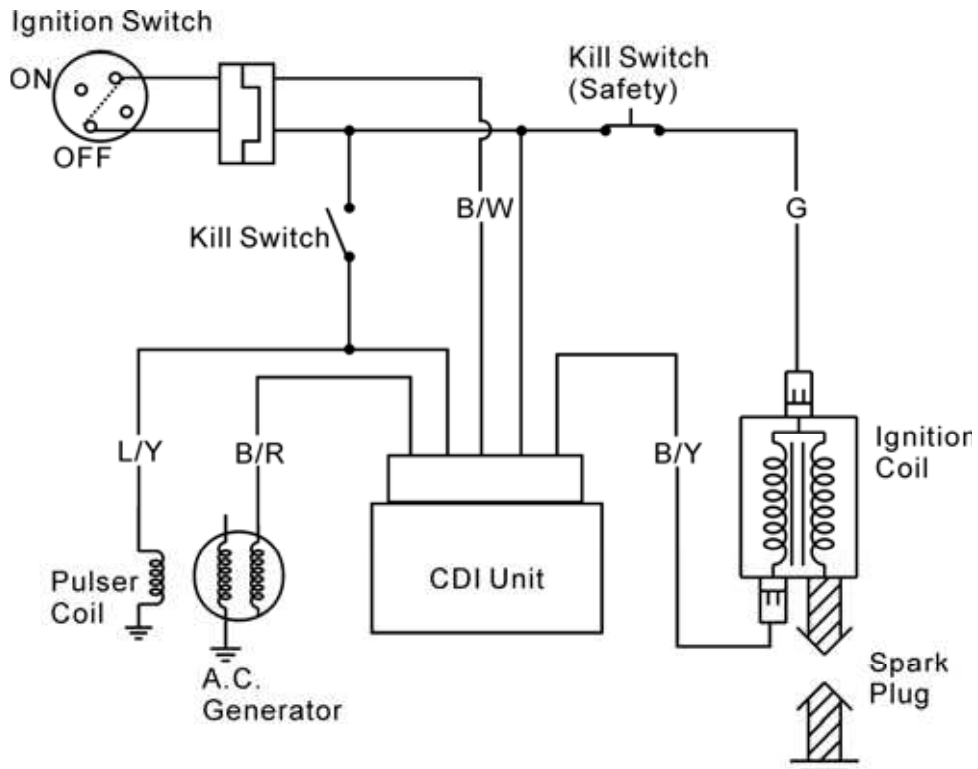 Ignition Switch
ON
OFF
Kill Switch
(Safety)
B/W
G
Kill Switch
L/Y
B/R
B/Y
Ignition
Coil
CDI Unit
Pulser
Coil
A.C.
Generator
Spark
Plug